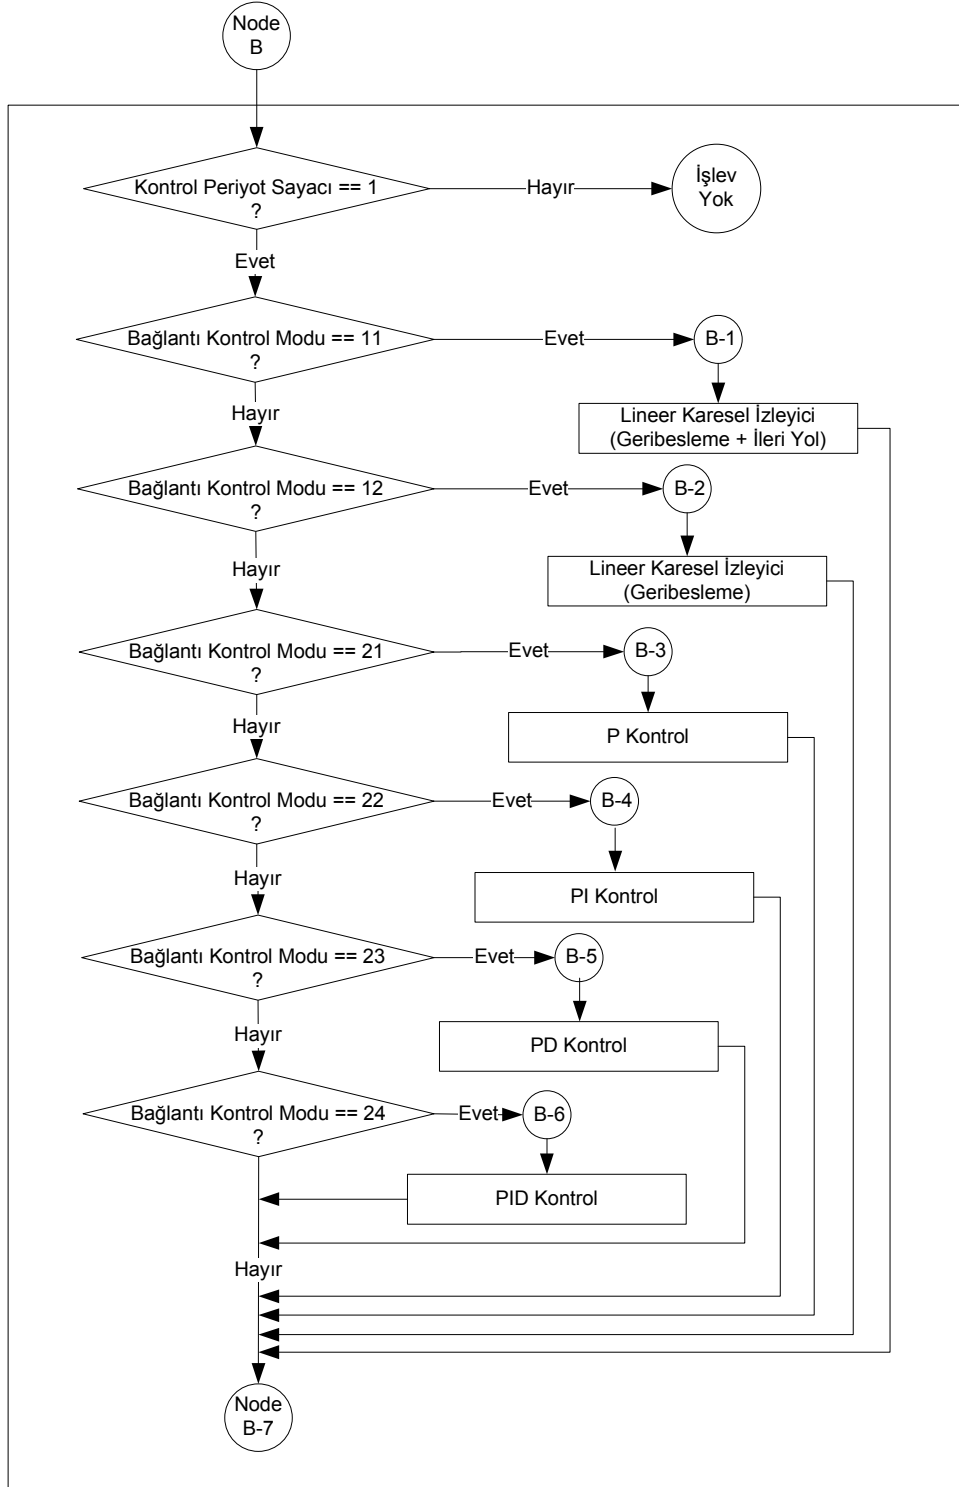 Node
B
Kontrol Periyot Sayacı == 1
?
Hayır
İşlev
Yok
Evet
Bağlantı Kontrol Modu == 11
?
Evet
B-1
Hayır
Lineer Karesel İzleyici
(Geribesleme + İleri Yol)
Bağlantı Kontrol Modu == 12
?
Evet
B-2
Hayır
Lineer Karesel İzleyici
(Geribesleme)
Bağlantı Kontrol Modu == 21
?
Evet
B-3
Hayır
P Kontrol
Bağlantı Kontrol Modu == 22
?
Evet
B-4
Hayır
PI Kontrol
Bağlantı Kontrol Modu == 23
?
Evet
B-5
Hayır
PD Kontrol
Bağlantı Kontrol Modu == 24
?
Evet
B-6
PID Kontrol
Hayır
Node
B-7